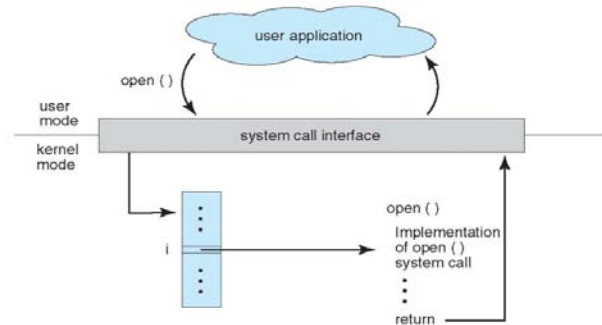 user application
open ( )
user
mode
system call interface
kernel
mode
i
open ( )
Implementation
of open ( )
system call
return